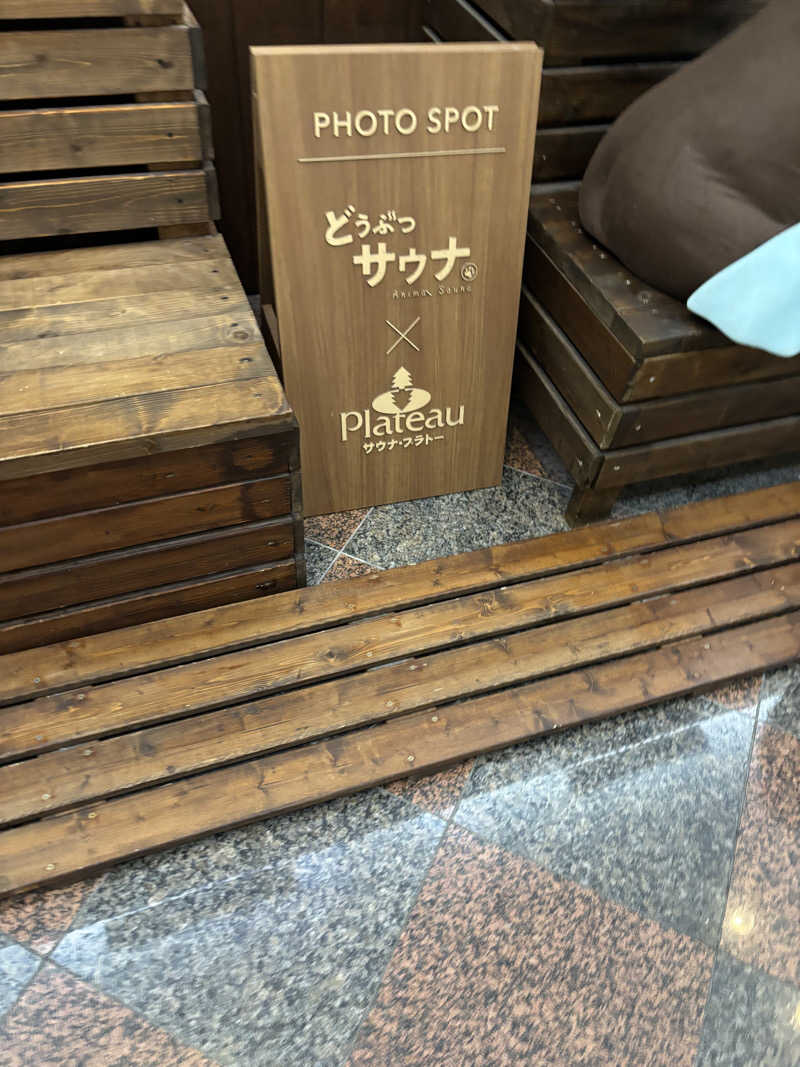 PHOTO SPOT
どうぶつ
サウナ
Animal Sauna
×
Plateau
サウナ・プラトー